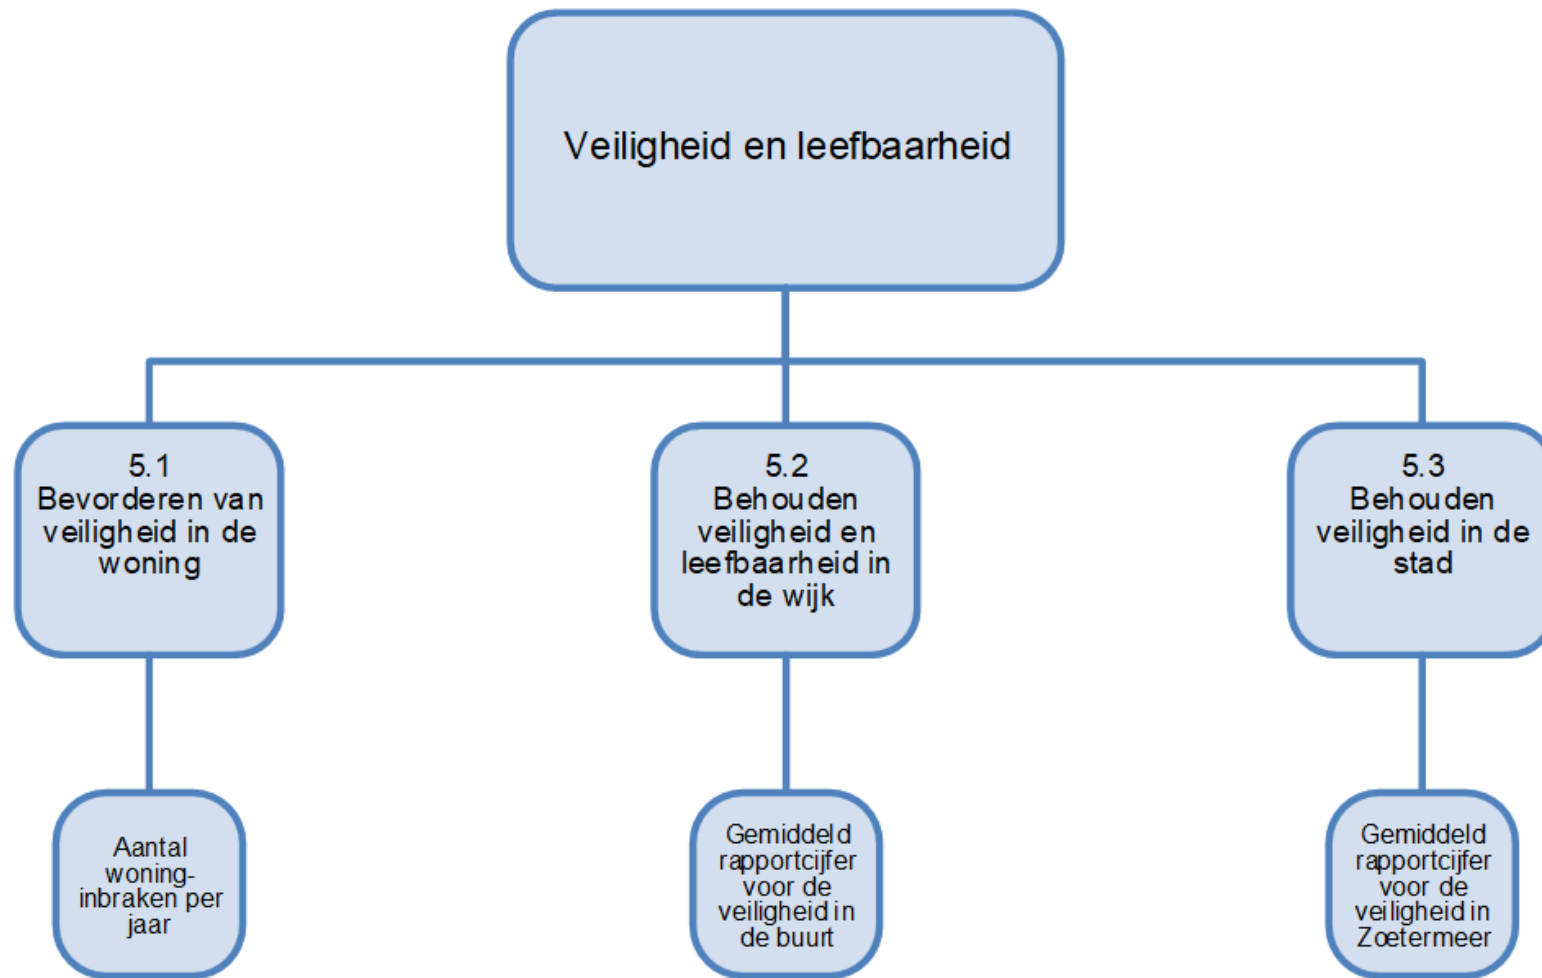 Veiligheid en leefbaarheid
5.1
Bevorderen van
veiligheid in de
woning
5.2
Behouden
veiligheid en
leefbaarheid in
de wijk
5.3
Behouden
veiligheid in de
stad
Aantal
woning-
inbraken per
jaar
Gemiddeld
rapportcijfer
voor de
veiligheid in
de buurt
Gemiddeld
rapportcijfer
voor de
veiligheid in
Zoetermeer